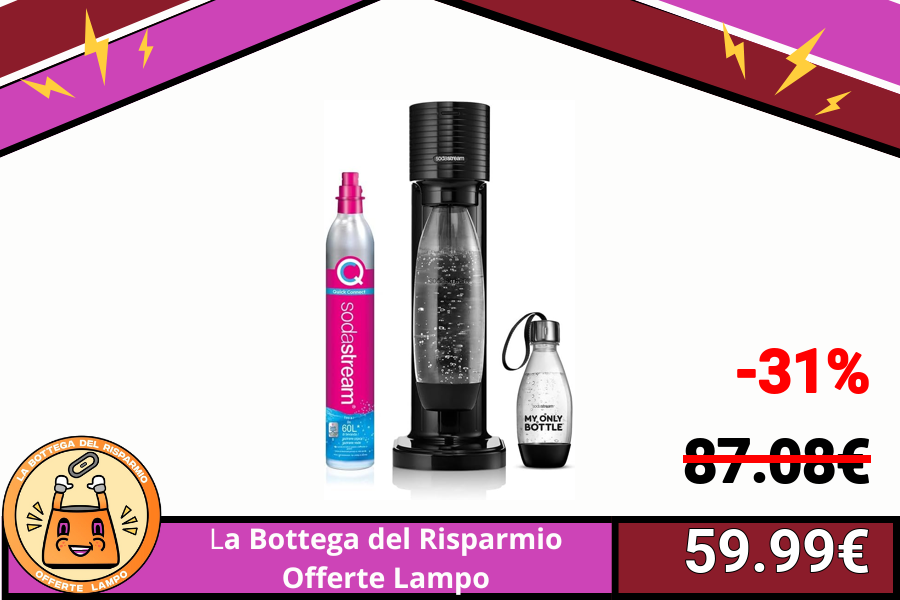 sodastream
Q
Quick Connect
sodastream®
60L*
sodastream
MY ONLY
BOTTLE
-31%
87.08€
LA BOTTEGA DEL RISPARMIO
OFFERTE LAMPO
La Bottega del Risparmio
Offerte Lampo
59.99€